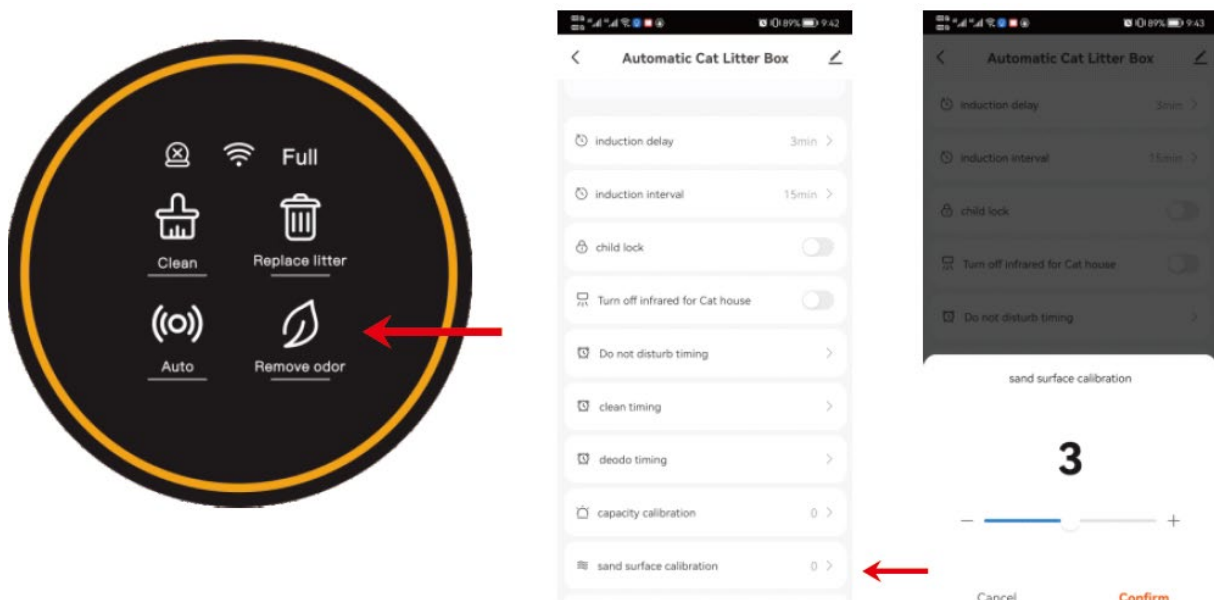 Full
Clean
Replace litter
Auto
Remove odor
89% 9:42
Automatic Cat Litter Box
induction delay 3min
induction interval 15min
child lock
Turn off infrared for Cat house
Do not disturb timing
clean timing
deodo timing
capacity calibration 0
sand surface calibration 0
89% 9:43
Automatic Cat Litter Box
induction delay 3min
induction interval 15min
child lock
Turn off infrared for Cat house
Do not disturb timing
sand surface calibration
3
Cancel Confirm